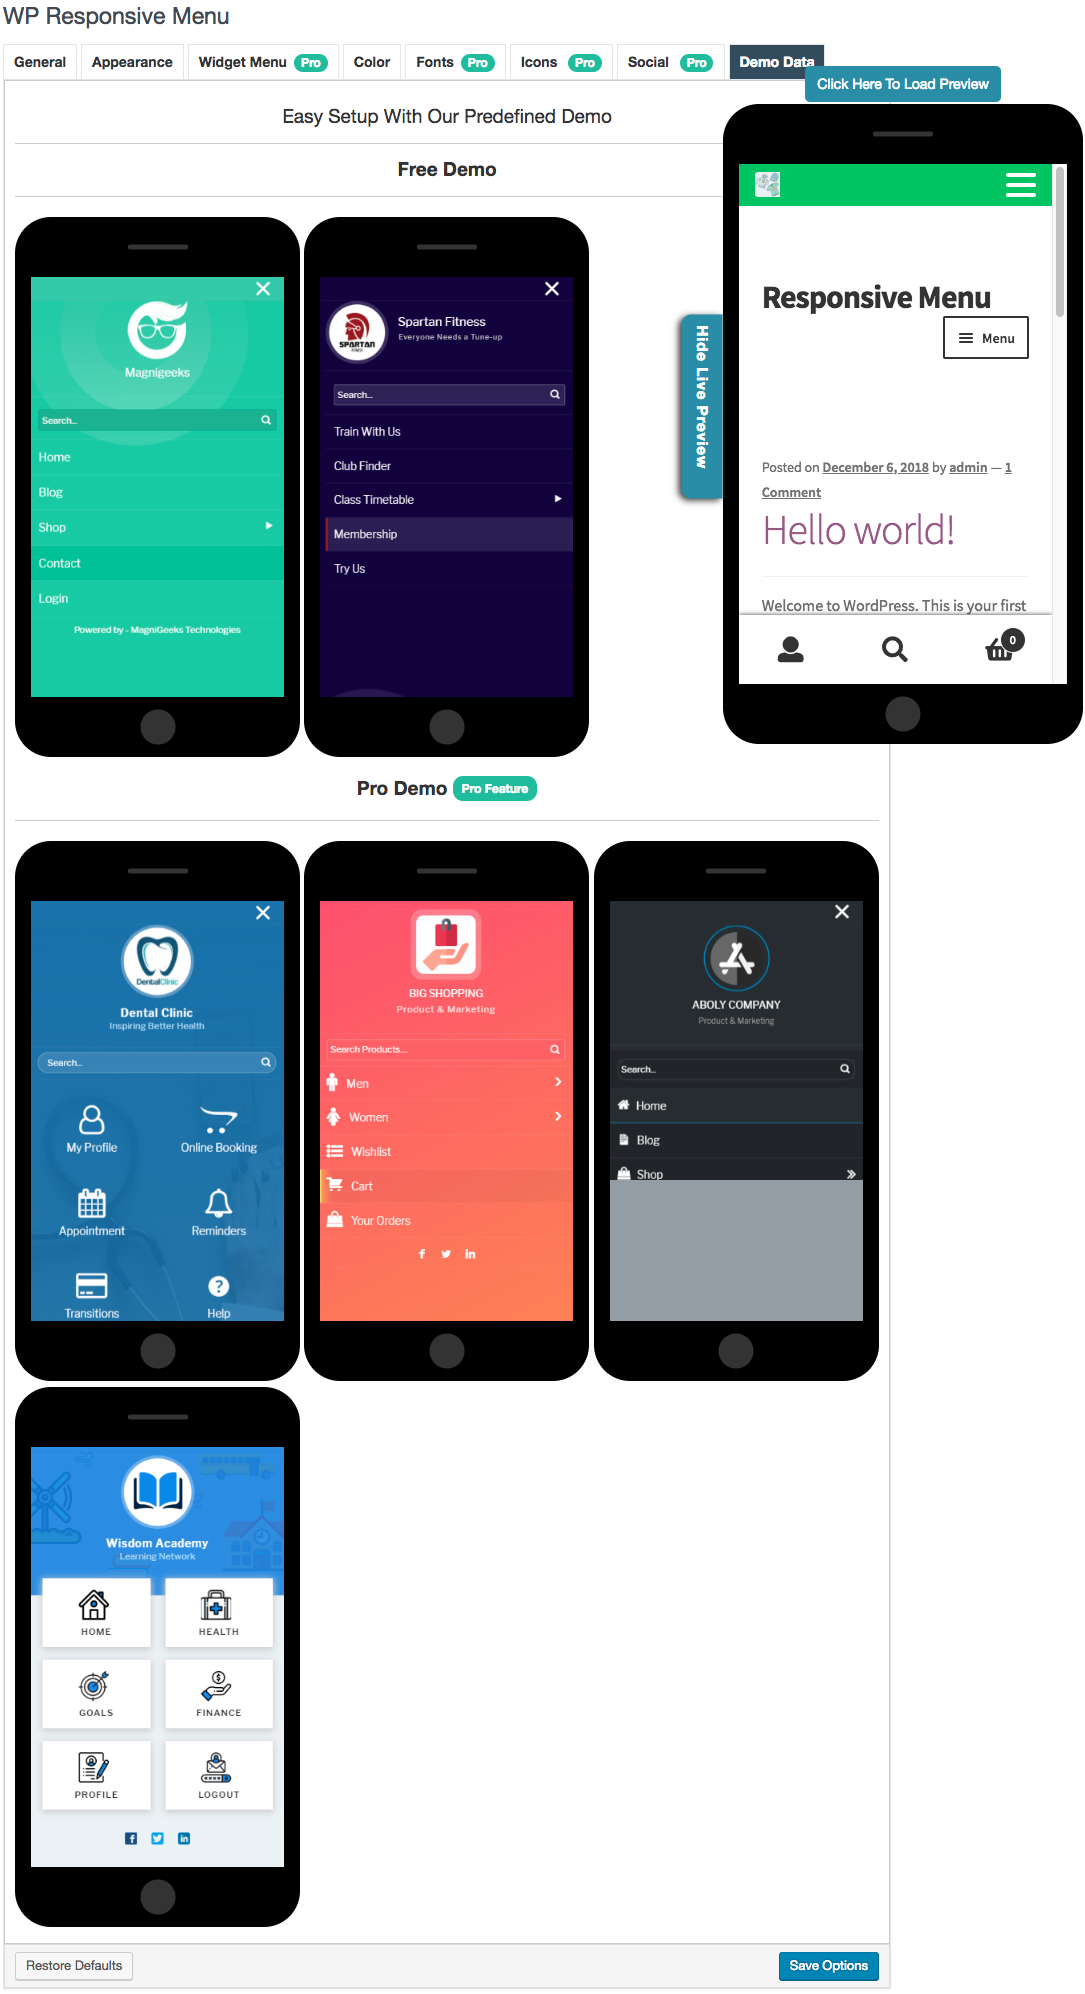 WP Responsive Menu
General Appearance Widget Menu Pro Color Fonts Pro Icons Pro Social Pro Demo Data
Click Here To Load Preview
Easy Setup With Our Predefined Demo
Free Demo
Magnigeeks
Search...
Home
Blog
Shop
Contact
Login
Powered by - MagniGeeks Technologies
SPARTAN
FITNESS
Spartan Fitness
Everyone Needs a Tune-up
Search...
Train With Us
Club Finder
Class Timetable
Membership
Try Us
Hide Live Preview
Responsive Menu
Menu
Posted on December 6, 2018 by admin — 1
Comment
Hello world!
Welcome to WordPress. This is your first
0
Pro Demo Pro Feature
DentalClinic
Dental Clinic
Inspiring Better Health
Search...
My Profile Online Booking
Appointment Reminders
Transitions Help
BIG SHOPPING
Product & Marketing
Search Products...
Men
Women
Wishlist
Cart
Your Orders
ABOLY COMPANY
Product & Marketing
Search...
Home
Blog
Shop
Wisdom Academy
Learning Network
HOME HEALTH
GOALS FINANCE
PROFILE LOGOUT
Restore Defaults Save Options